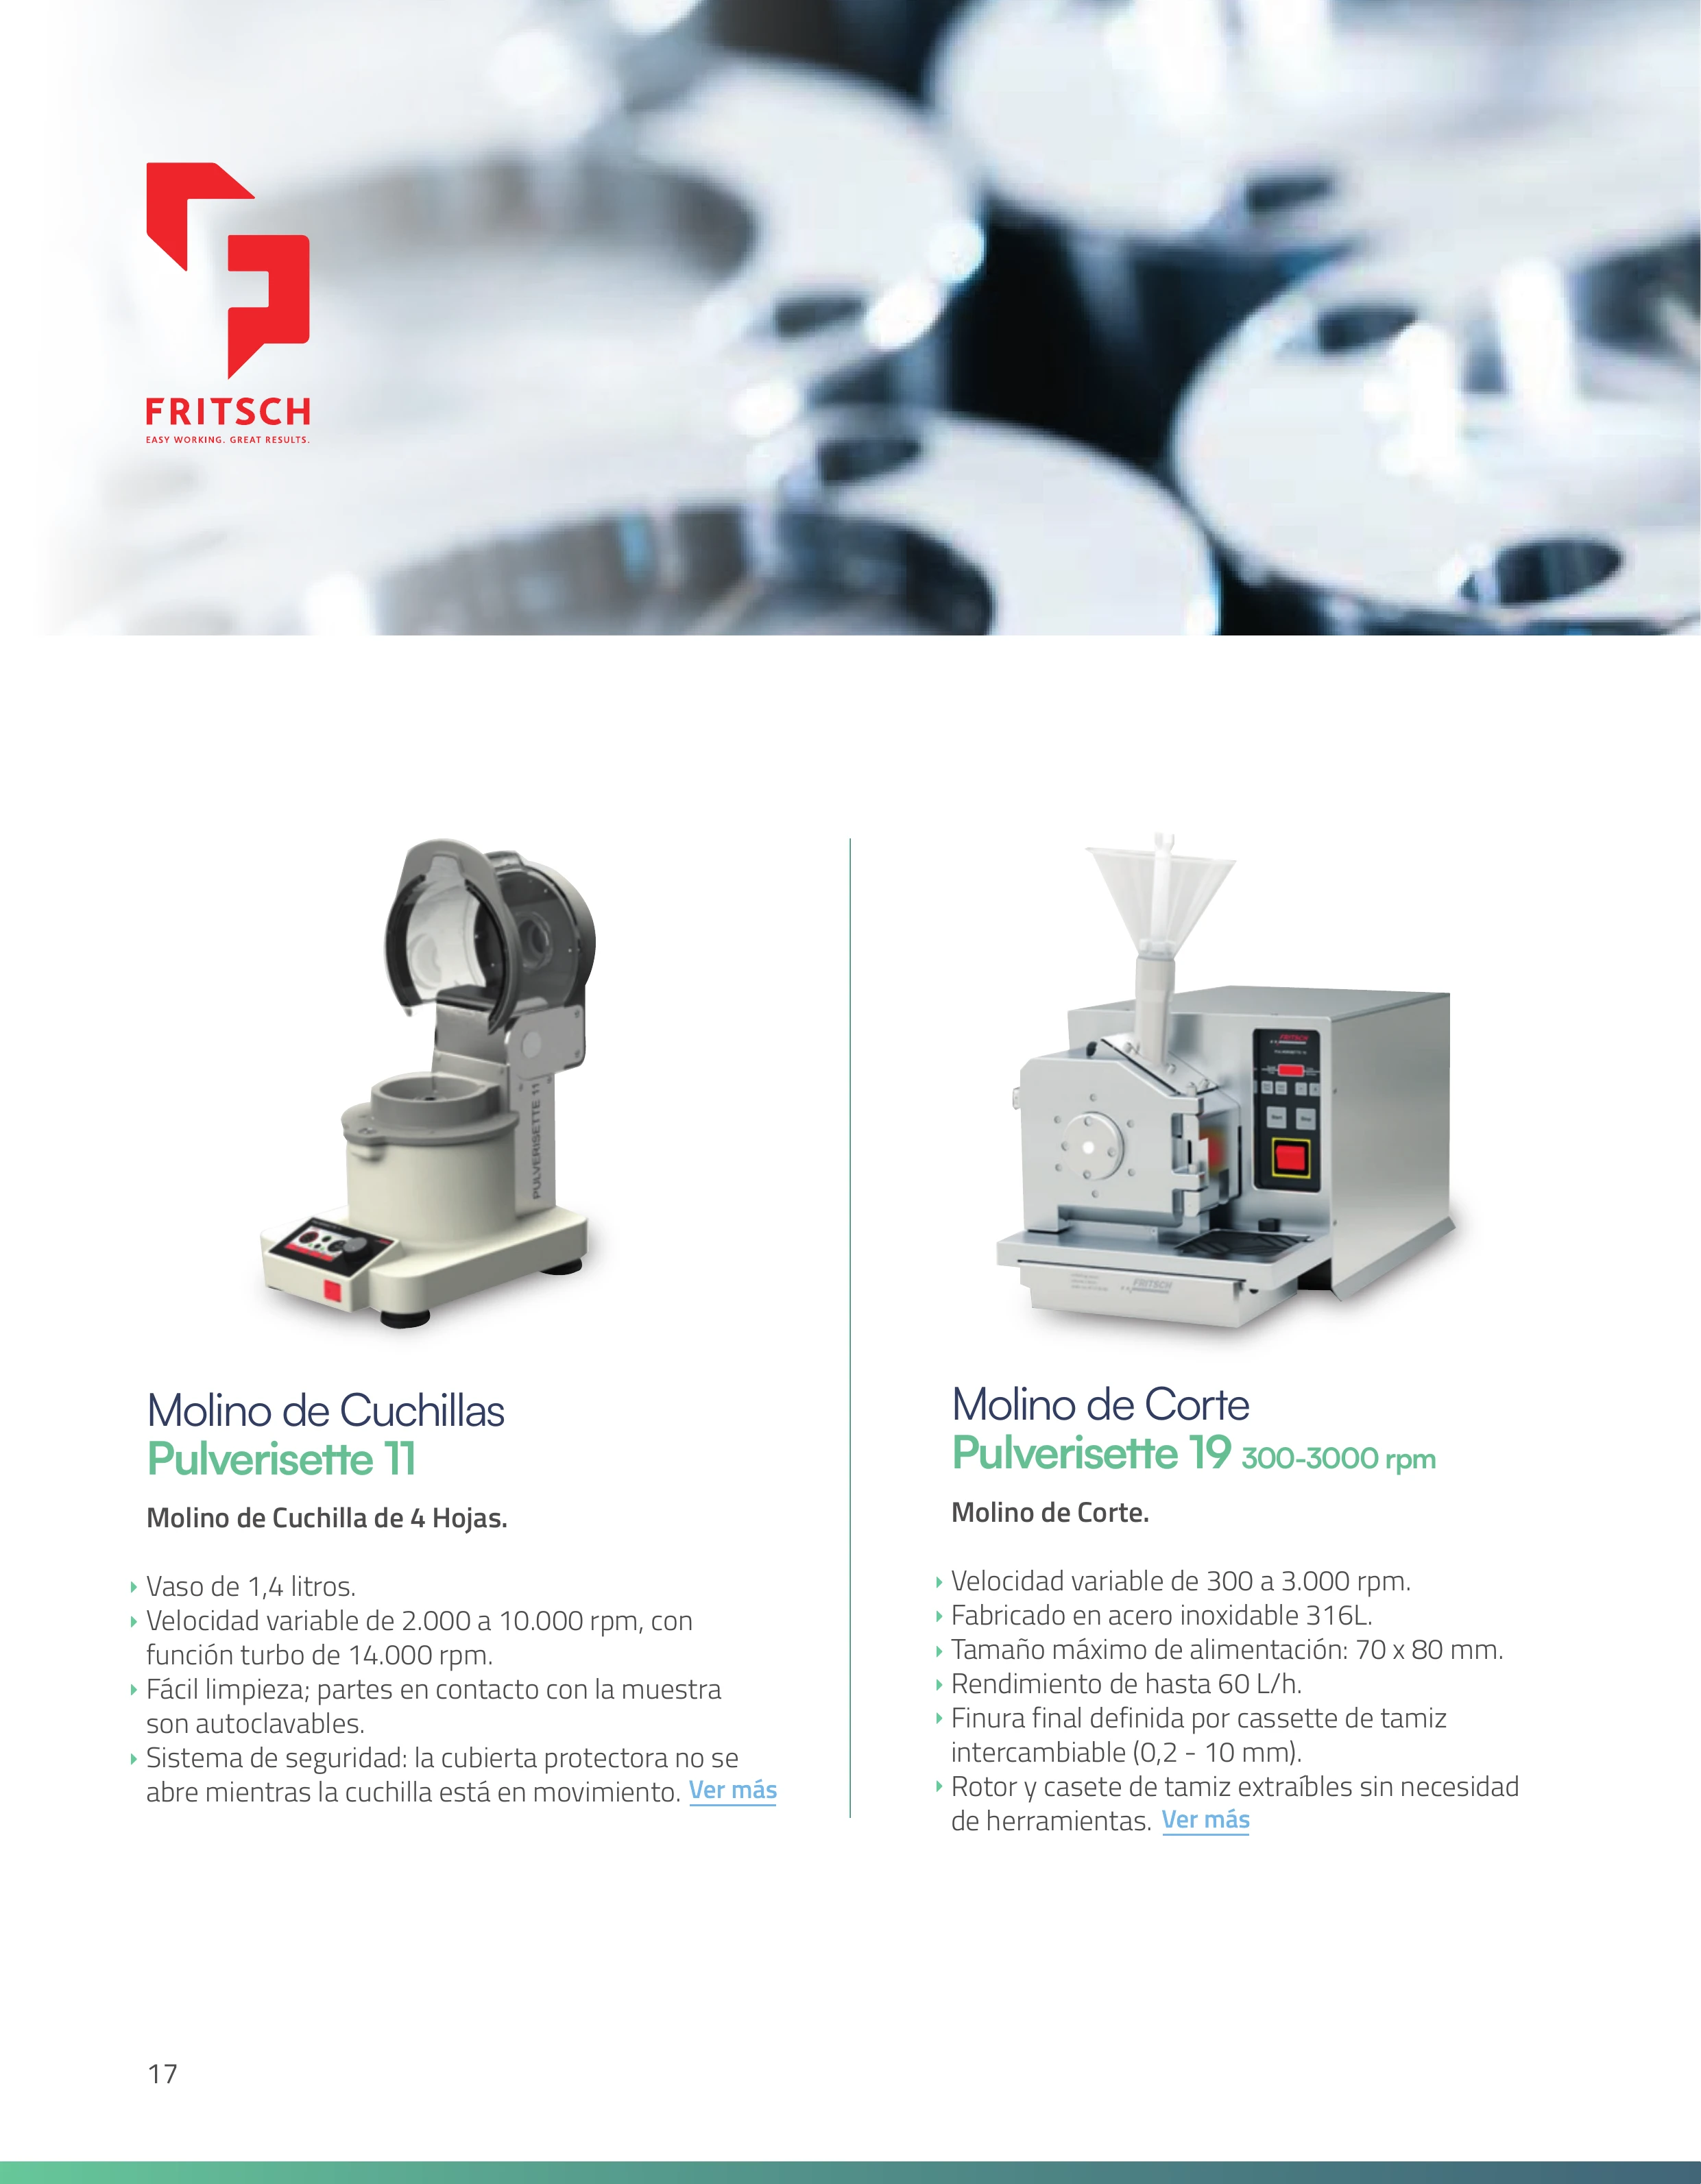 FRITSCH
EASY WORKING. GREAT RESULTS.
PULVERISETTE 11
FRITSCH
Start
Stop
FRITSCH
Molino de Cuchillas
Pulverisette 11
Molino de Cuchilla de 4 Hojas.
Vaso de 1,4 litros.
Velocidad variable de 2.000 a 10.000 rpm, con
función turbo de 14.000 rpm.
Fácil limpieza; partes en contacto con la muestra
son autoclavables.
Sistema de seguridad: la cubierta protectora no se
abre mientras la cuchilla está en movimiento. Ver más
Molino de Corte
Pulverisette 19 300-3000 rpm
Molino de Corte.
Velocidad variable de 300 a 3.000 rpm.
Fabricado en acero inoxidable 316L.
Tamaño máximo de alimentación: 70 x 80 mm.
Rendimiento de hasta 60 L/h.
Finura final definida por cassette de tamiz
intercambiable (0,2 - 10 mm).
Rotor y casete de tamiz extraíbles sin necesidad
de herramientas. Ver más
17